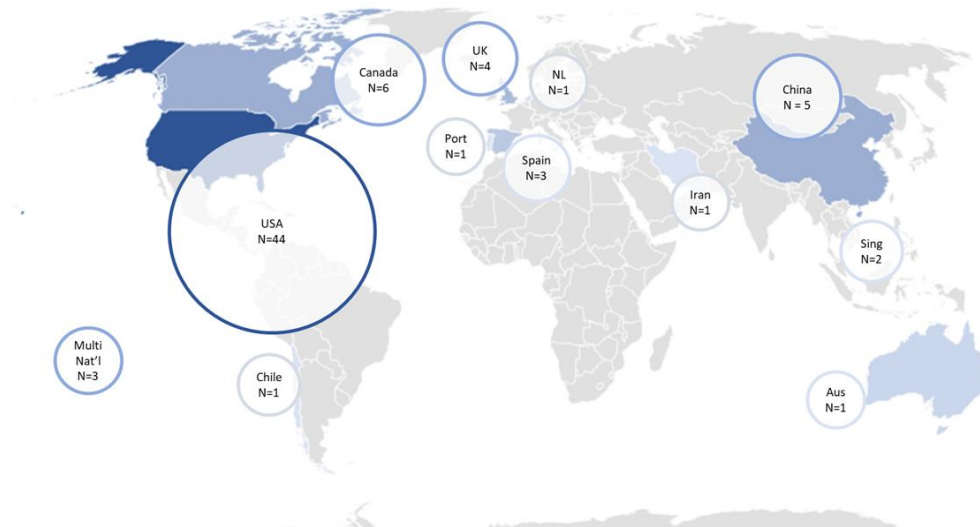 UK
N=4
Canada
N=6
NL
N=1
China
N = 5
Port
N=1
Spain
N=3
Iran
N=1
USA
N=44
Sing
N=2
Multi
Nat'l
N=3
Chile
N=1
Aus
N=1